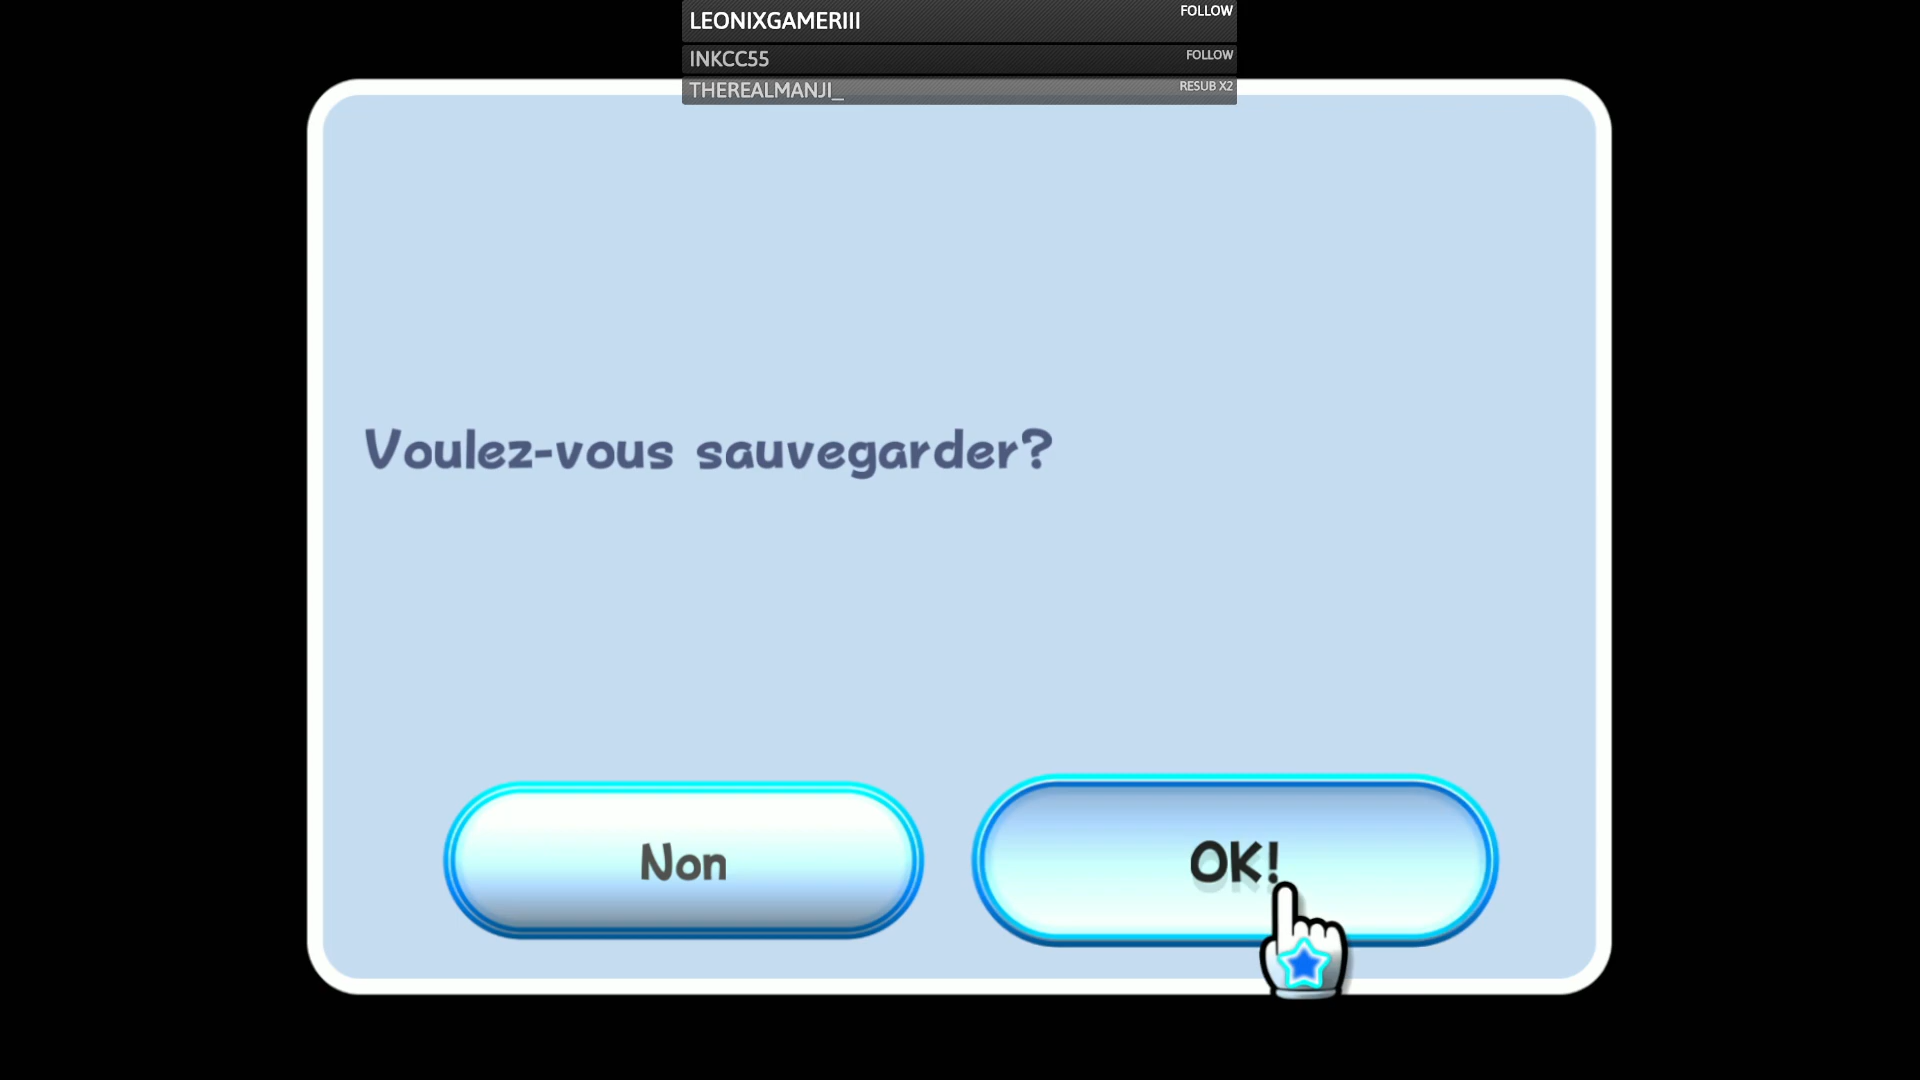 LEONIXGAMERIII FOLLOW
INKCC55 FOLLOW
THEREALMANJI_ RESUB X2
Voulez-vous sauvegarder?
Non OK!